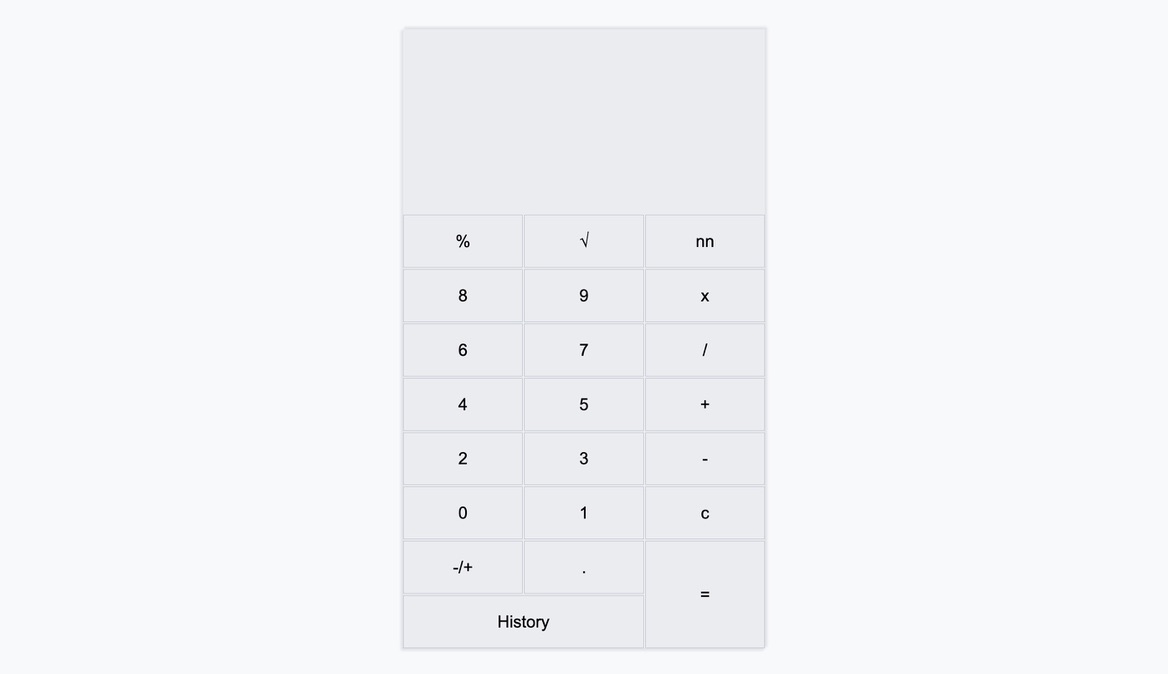 % √ nn
8 9 x
6 7 /
4 5 +
2 3 -
0 1 c
-/+ .
=
History